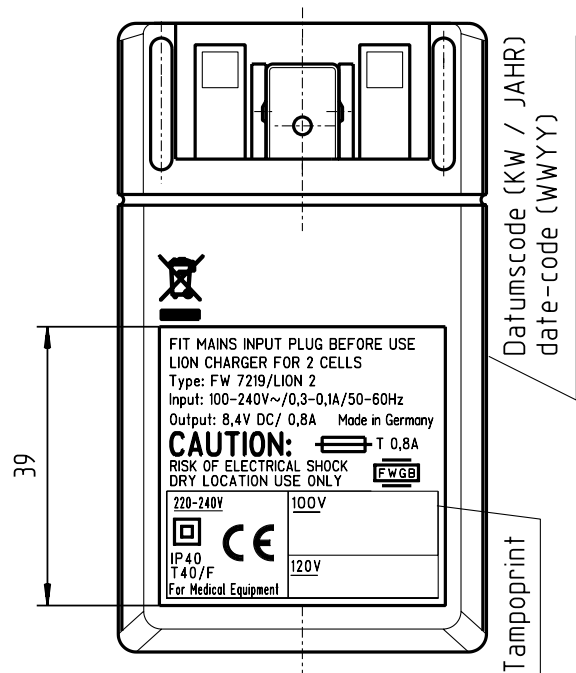 Datumscode (KW / JAHR)
date-code (WWYY)
39
FIT MAINS INPUT PLUG BEFORE USE
LION CHARGER FOR 2 CELLS
Type: FW 7219/LION 2
Input: 100-240V~/0,3-0,1A/50-60Hz
Output: 8,4V DC/ 0,8A Made in Germany
CAUTION: T 0,8A
RISK OF ELECTRICAL SHOCK
DRY LOCATION USE ONLY
FWGB
220-240V
CE
IP40
T40/F
For Medical Equipment
100V
120V
Tampoprint